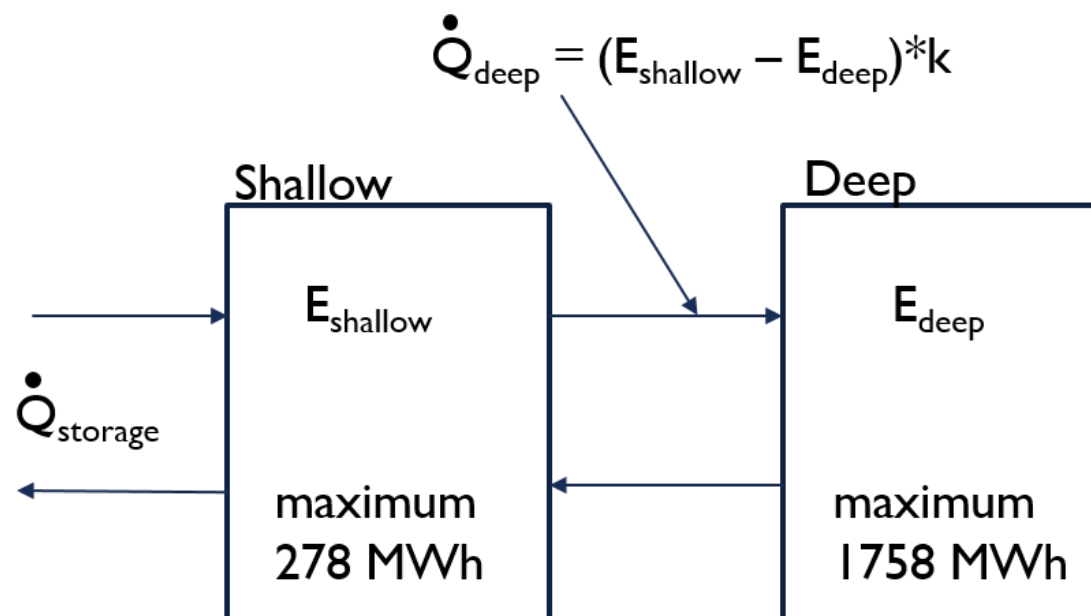 Q̇deep = (Eshallow – Edeep)*k
Shallow
Deep
Eshallow
Edeep
Q̇storage
maximum
278 MWh
maximum
1758 MWh